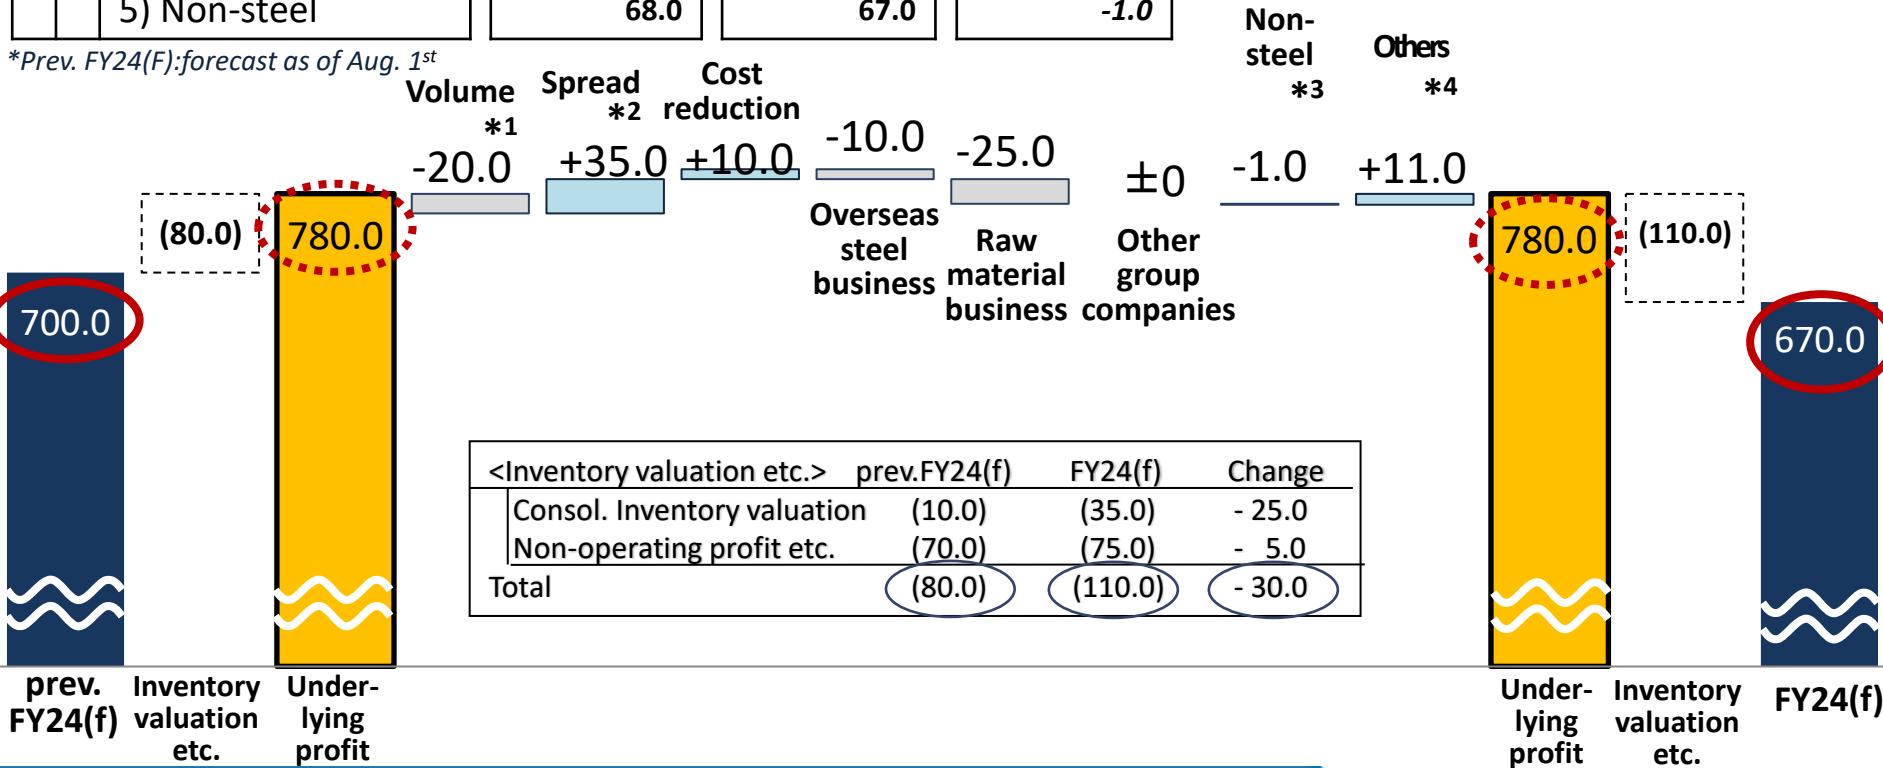 5) Non-steel 68.0 67.0 -1.0
*Prev. FY24(F):forecast as of Aug. 1st
Volume
*1
-20.0
Spread
*2
+35.0
Cost
reduction
+10.0
-10.0
Overseas
steel
business
-25.0
Raw
material
business
±0
Other
group
companies
Non-
steel
*3
-1.0
Others
*4
+11.0
700.0
(80.0)
780.0
780.0
(110.0)
670.0
<Inventory valuation etc.> prev.FY24(f) FY24(f) Change
Consol. Inventory valuation (10.0) (35.0) - 25.0
Non-operating profit etc. (70.0) (75.0) - 5.0
Total (80.0) (110.0) - 30.0
prev.
FY24(f)
Inventory
valuation
etc.
Under-
lying
profit
Under-
lying
profit
Inventory
valuation
etc.
FY24(f)